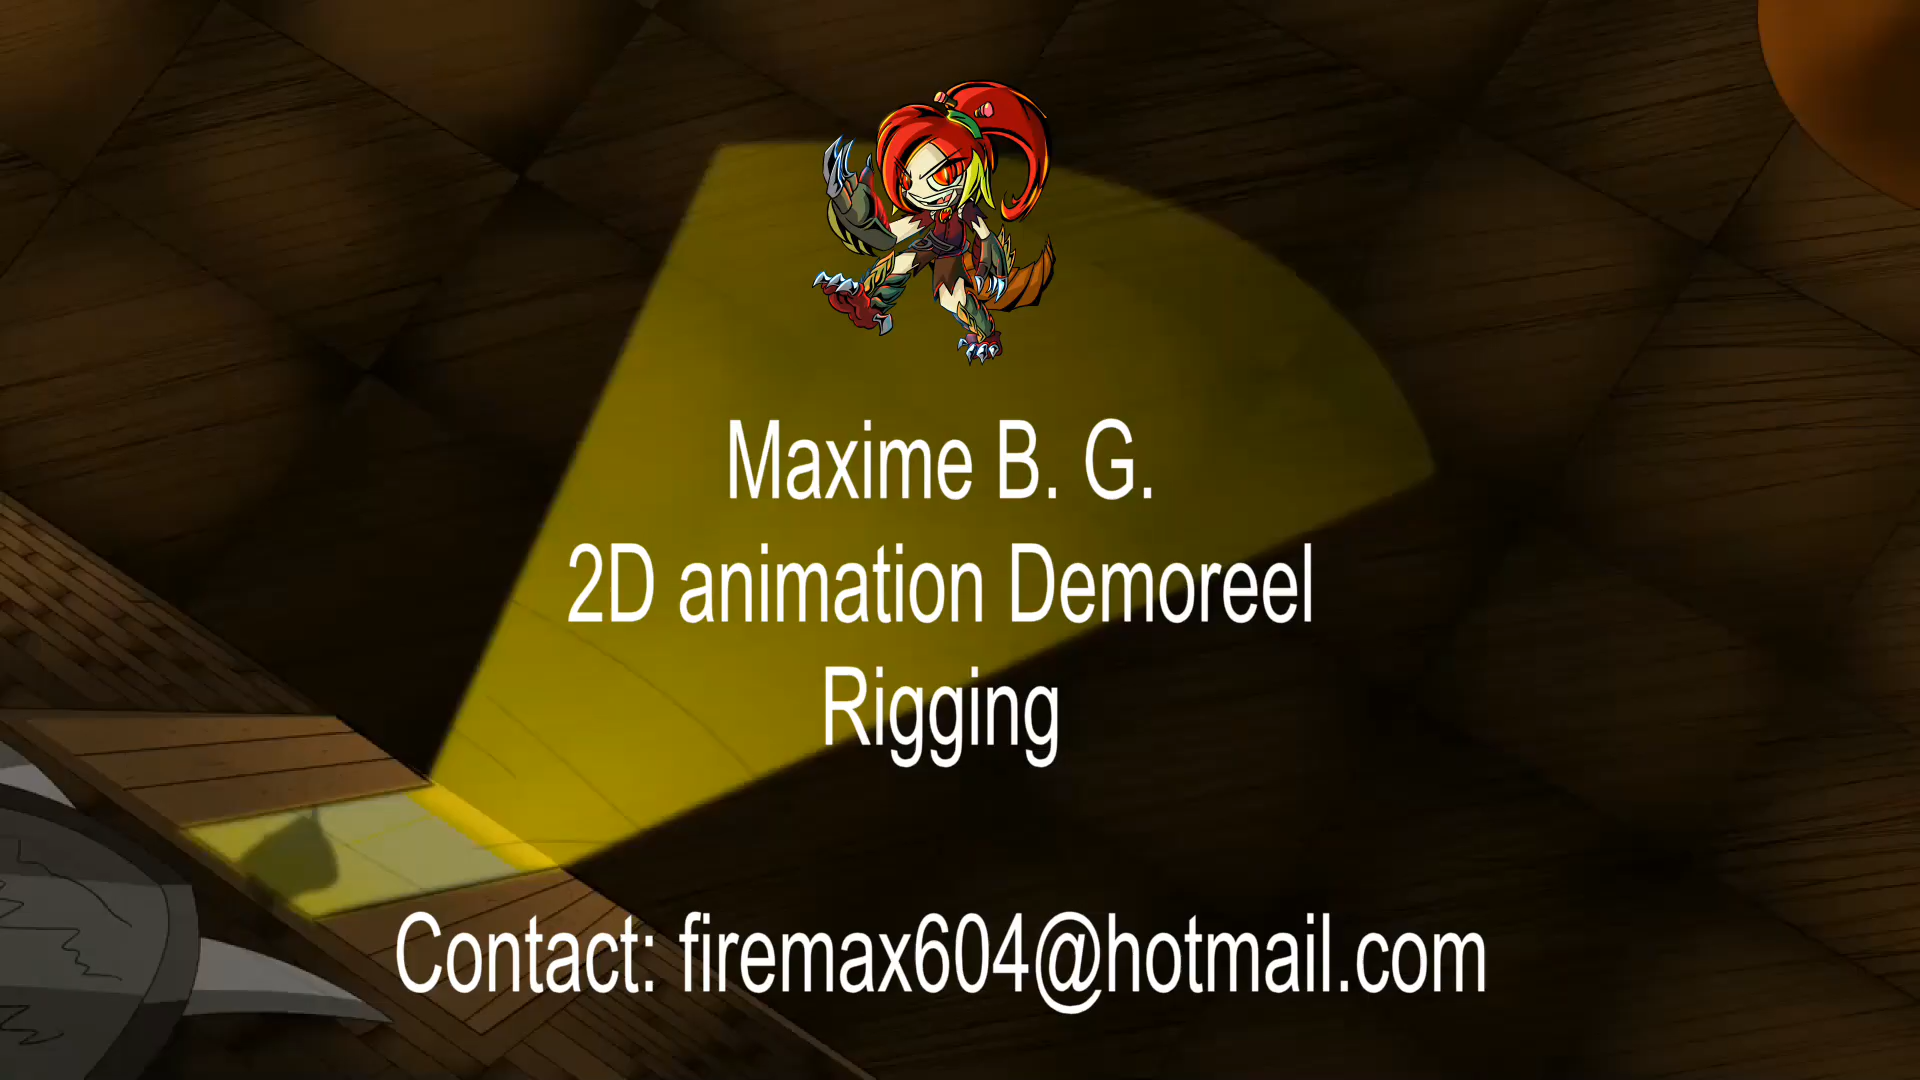 Maxime B. G.
2D animation Demoreel
Rigging
Contact: firemax604@hotmail.com